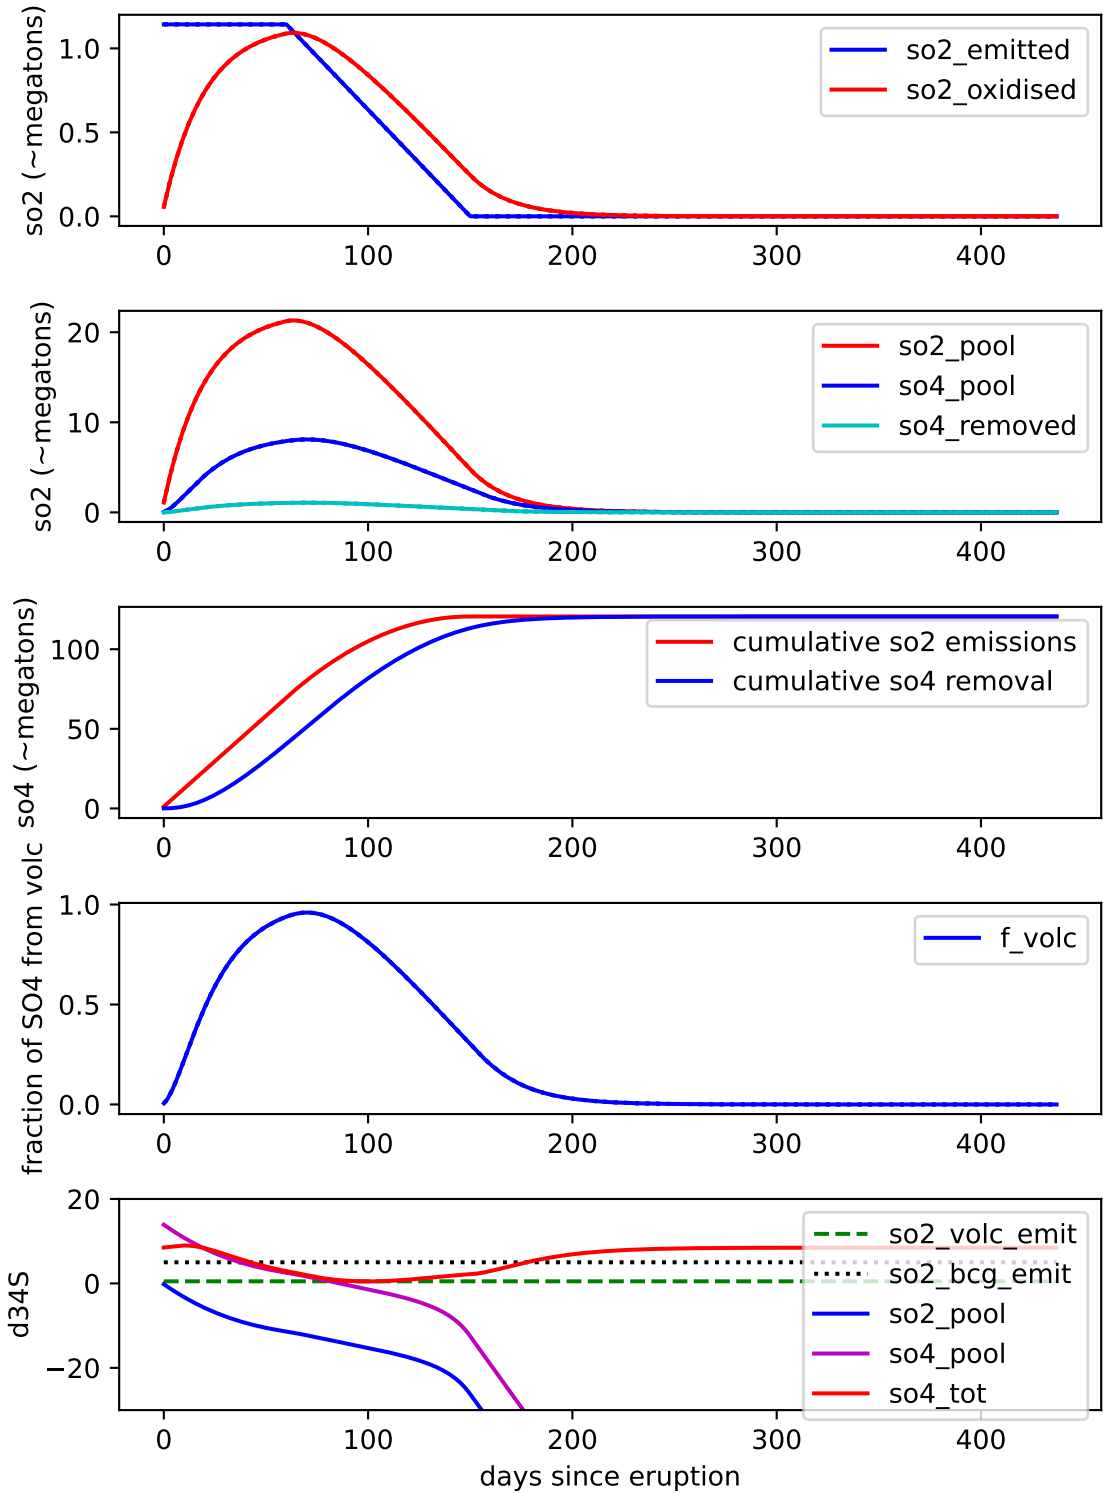 so2 (~megatons)
1.0
0.5
0.0
so2_emitted
so2_oxidised
0 100 200 300 400
so2 (~megatons)
20
10
0
so2_pool
so4_pool
so4_removed
0 100 200 300 400
so4 (~megatons)
100
50
0
cumulative so2 emissions
cumulative so4 removal
0 100 200 300 400
fraction of SO4 from volc
1.0
0.5
0.0
f_volc
0 100 200 300 400
d34S
20
0
−20
so2_volc_emit
so2_bcg_emit
so2_pool
so4_pool
so4_tot
0 100 200 300 400
days since eruption